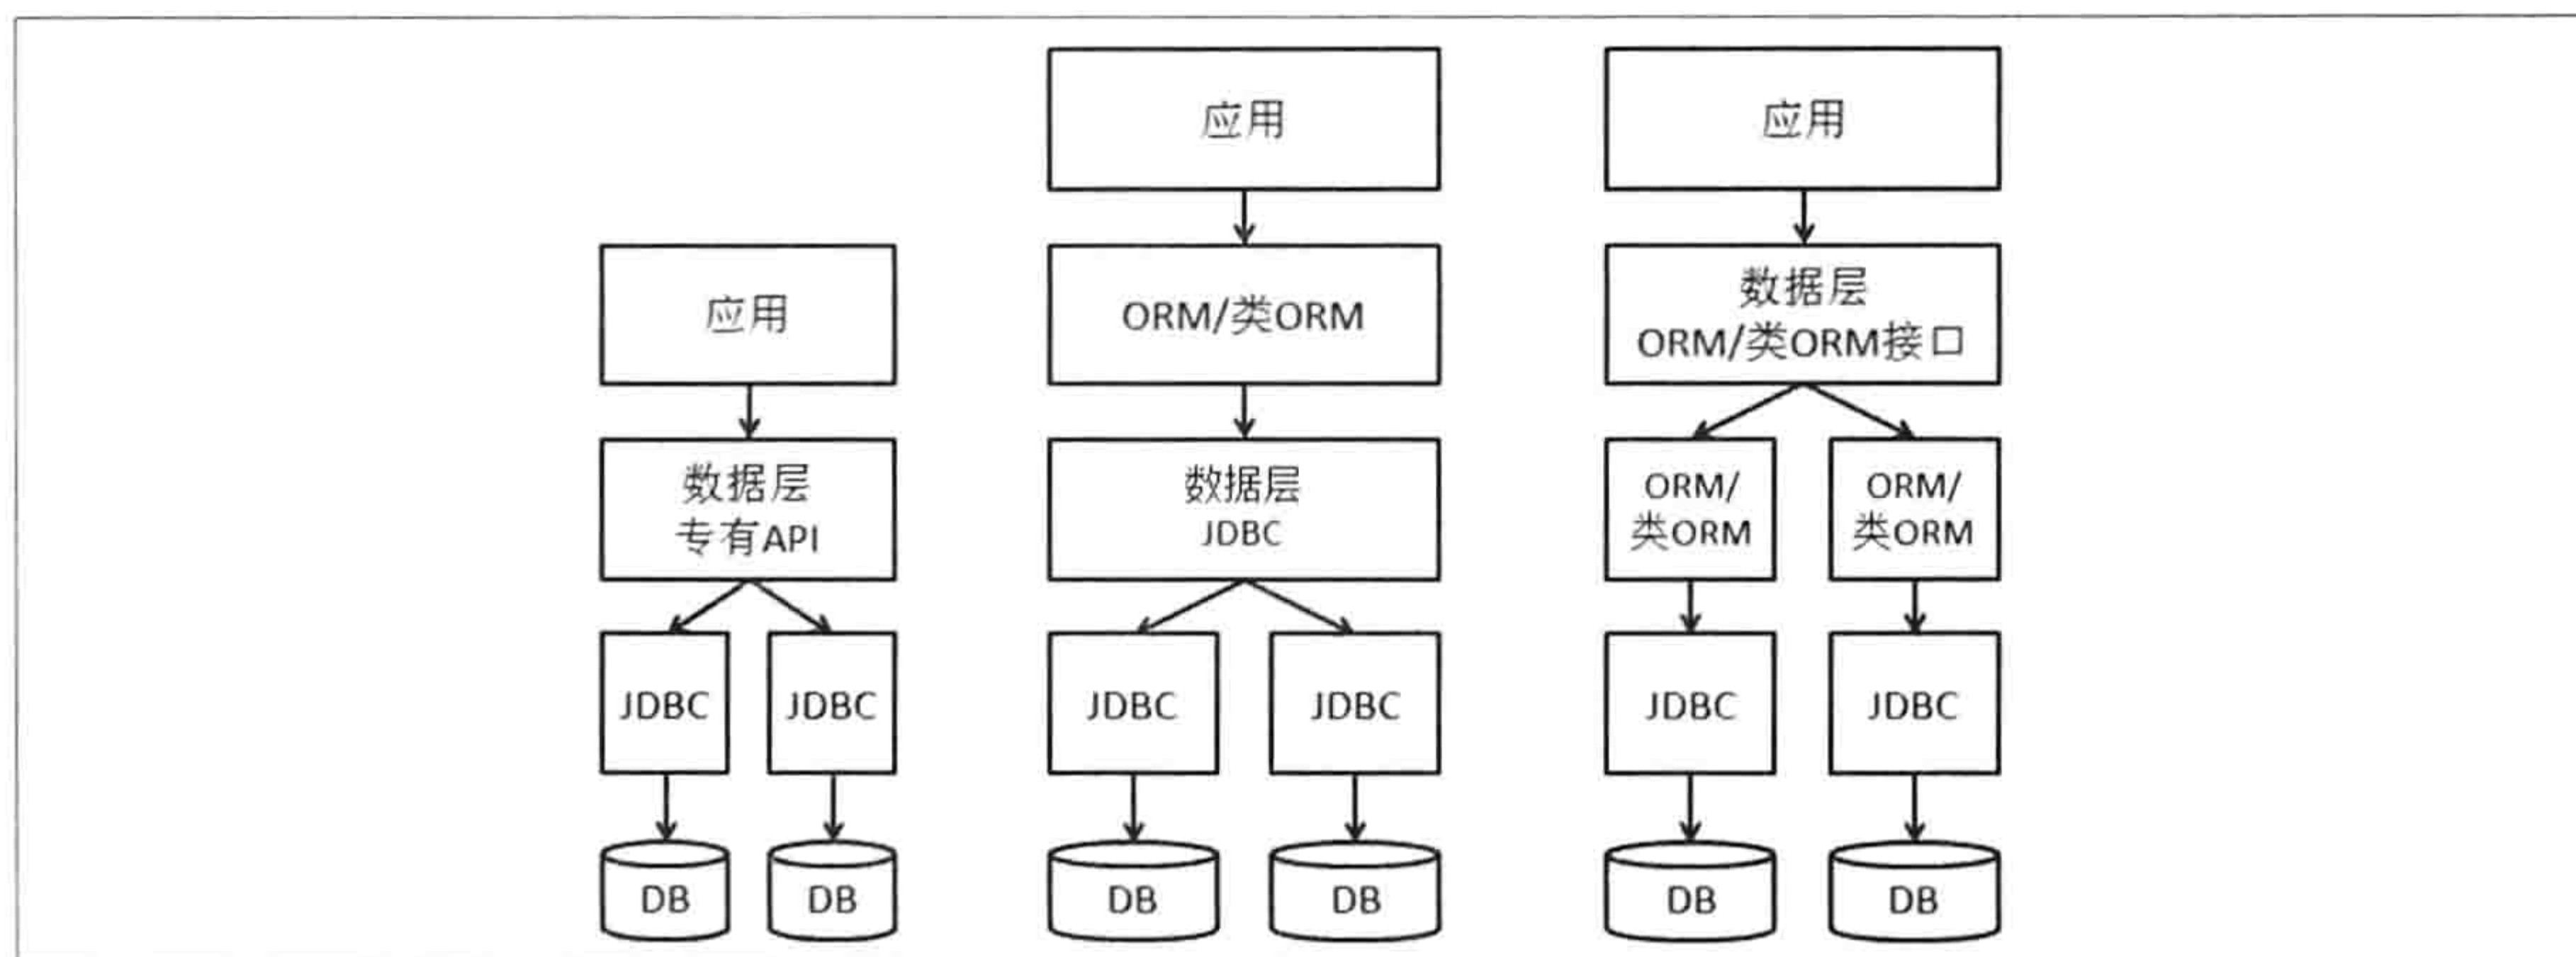 应用
数据层
专有API
JDBC
JDBC
DB
DB
应用
ORM/类ORM
数据层
JDBC
JDBC
JDBC
DB
DB
应用
数据层
ORM/类ORM接口
ORM/
类ORM
ORM/
类ORM
JDBC
JDBC
DB
DB